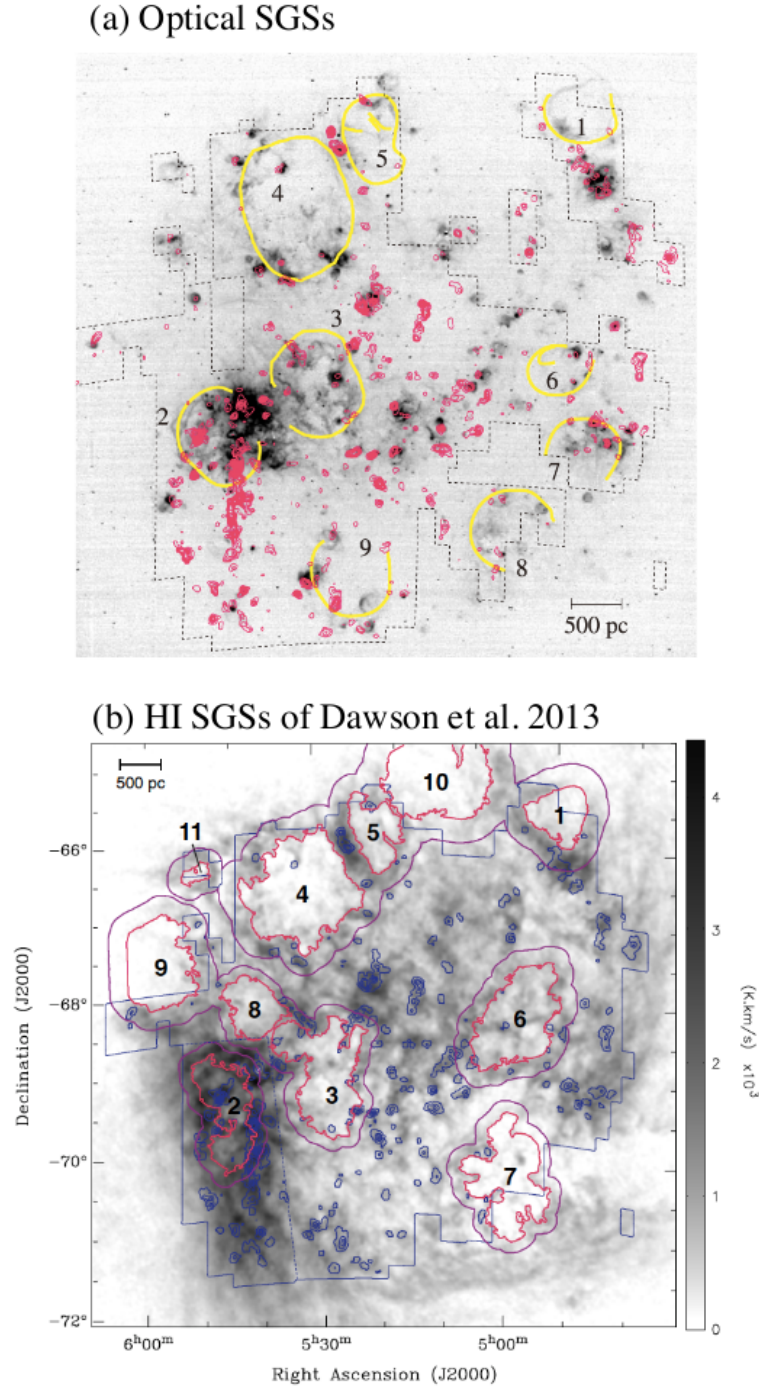 (a) Optical SGSs
1
5
4
3
6
2
7
9
8
500 pc
(b) HI SGSs of Dawson et al. 2013
500 pc
10
1
11
5
4
9
8
6
3
2
7
−66°
−68°
−70°
−72°
Declination (J2000)
6h00m
5h30m
5h00m
Right Ascension (J2000)
4
3
2
1
0
(K.km/s) ×10³